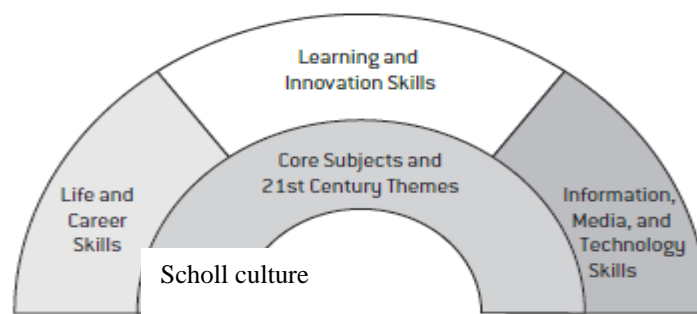 Learning and
Innovation Skills
Core Subjects and
21st Century Themes
Life and
Career
Skills
Information,
Media, and
Technology
Skills
Scholl culture